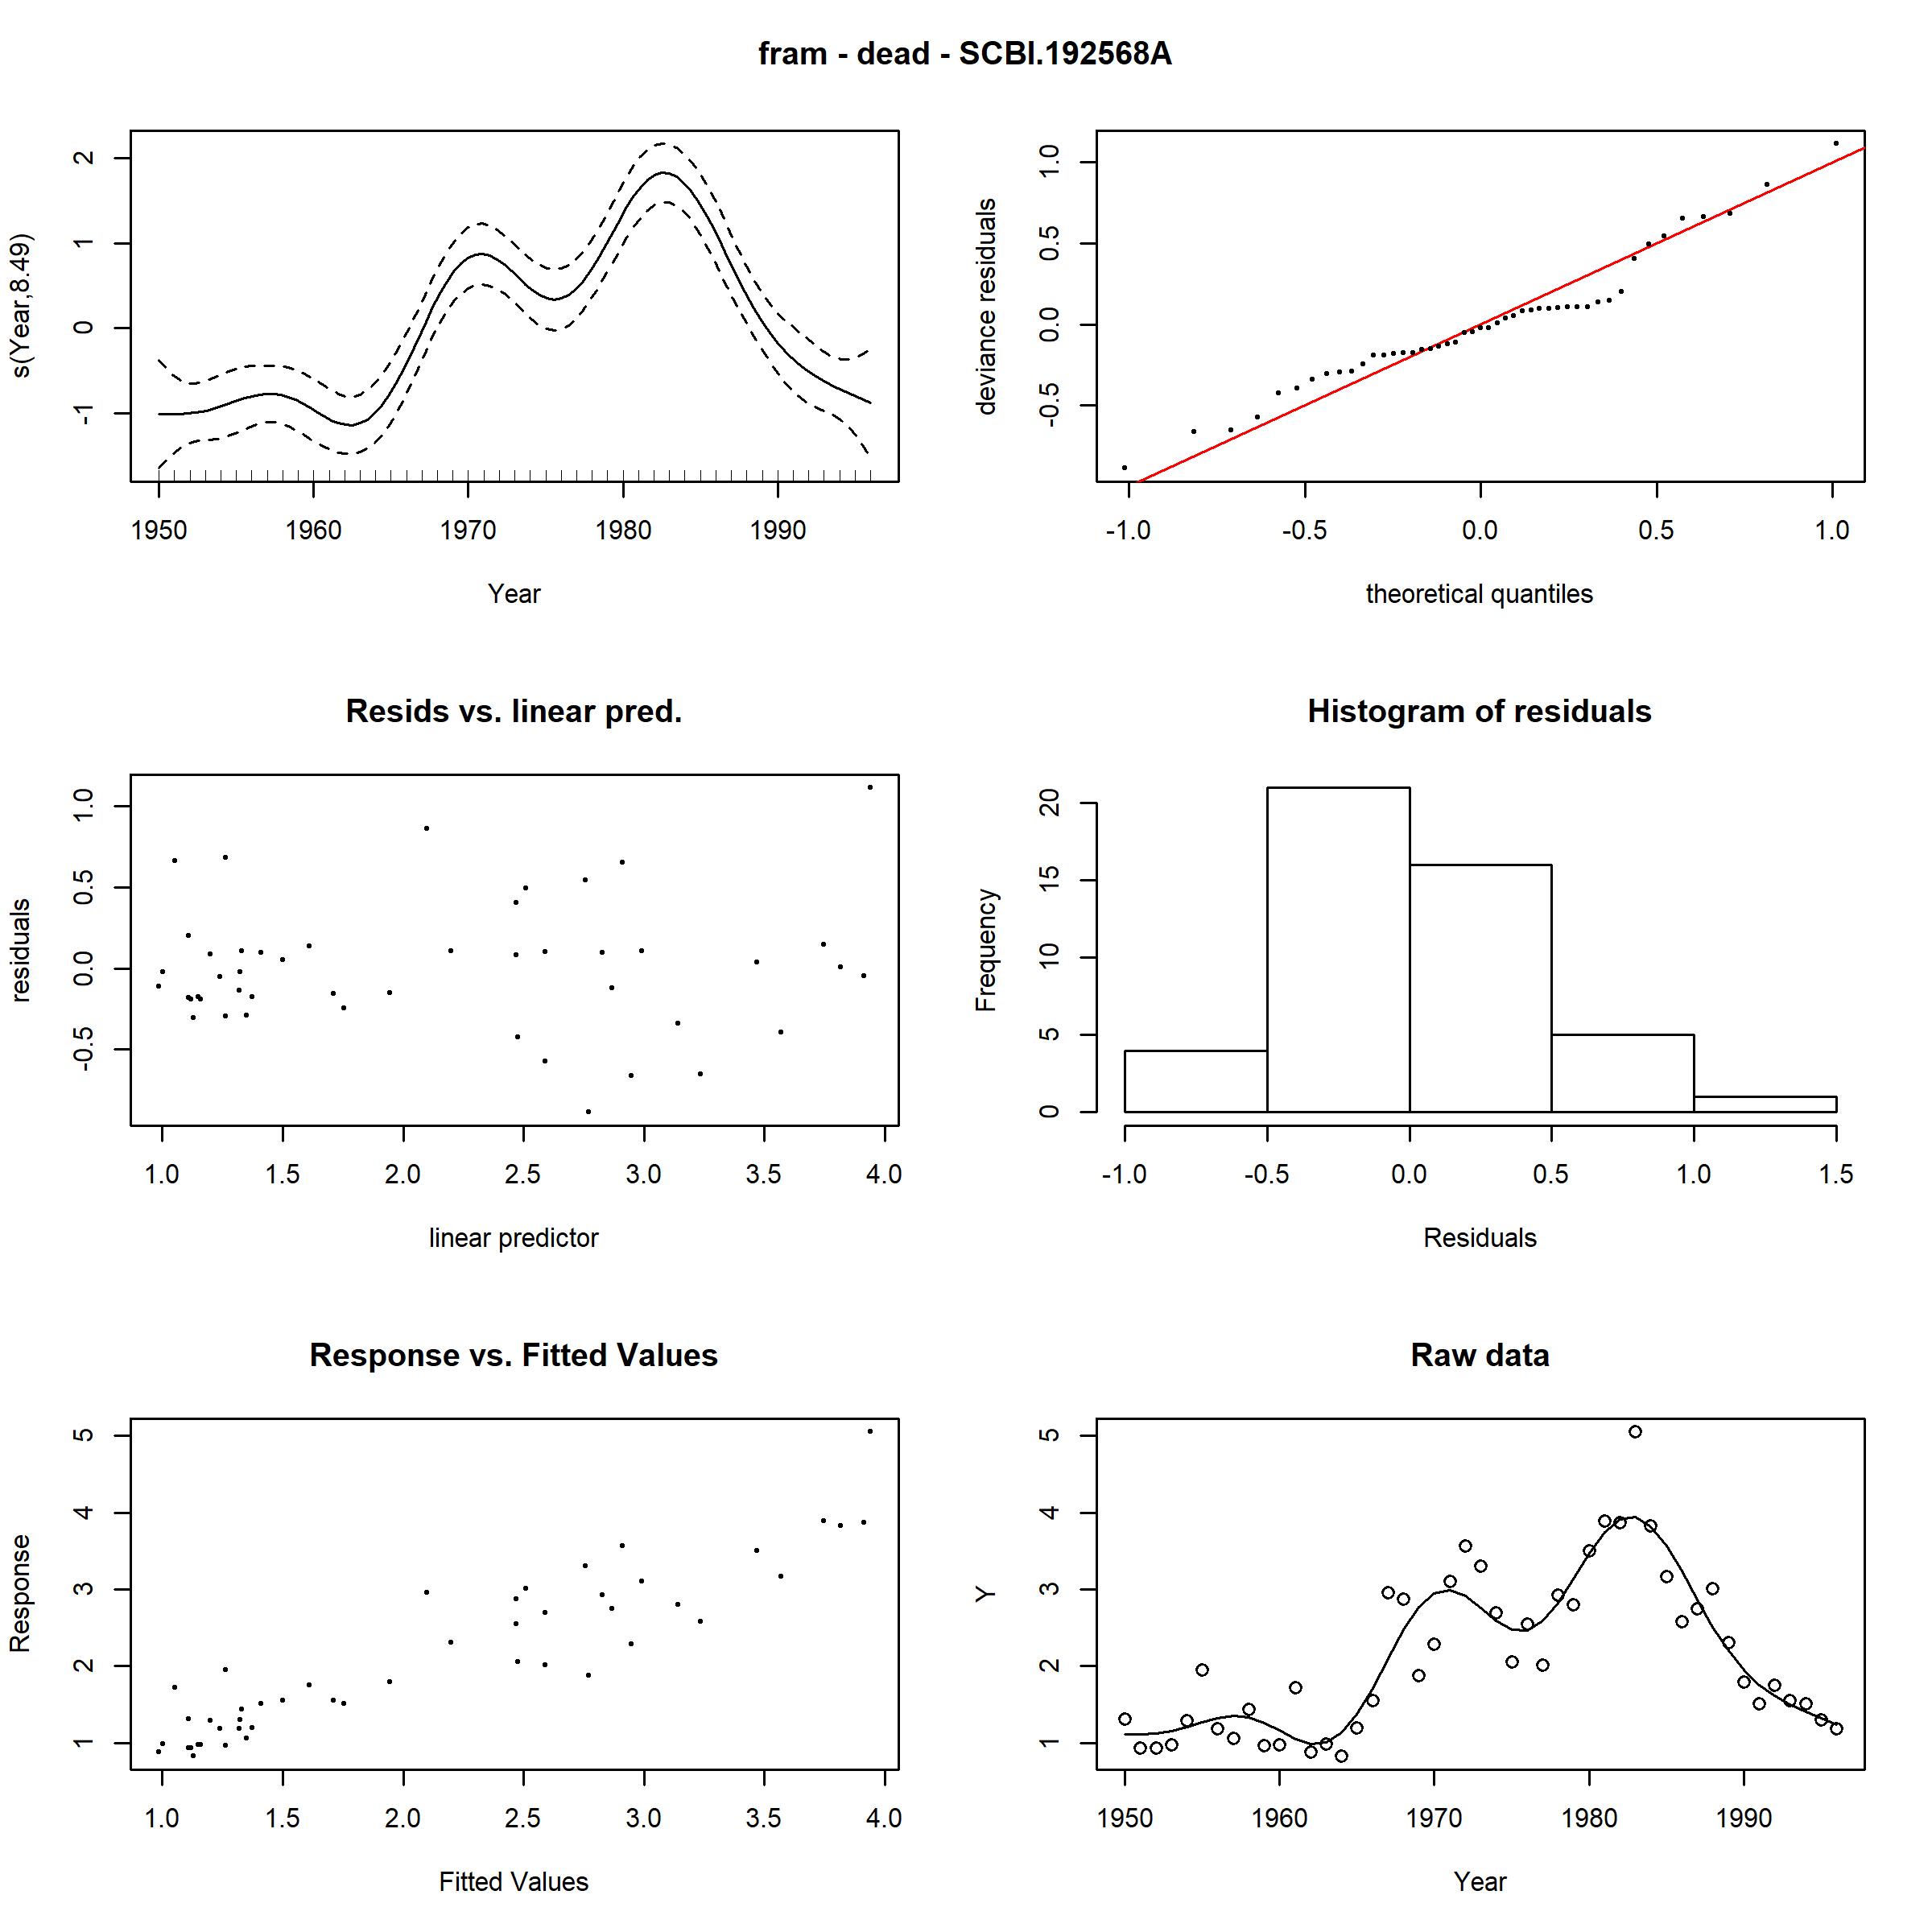 fram - dead - SCBI.192568A
s(Year,8.49)
2
1
0
-1
1950 1960 1970 1980 1990
Year
deviance residuals
1.0
0.5
0.0
-0.5
-1.0 -0.5 0.0 0.5 1.0
theoretical quantiles
Resids vs. linear pred.
residuals
1.0
0.5
0.0
-0.5
1.0 1.5 2.0 2.5 3.0 3.5 4.0
linear predictor
Histogram of residuals
Frequency
20
15
10
5
0
-1.0 -0.5 0.0 0.5 1.0 1.5
Residuals
Response vs. Fitted Values
Response
5
4
3
2
1
1.0 1.5 2.0 2.5 3.0 3.5 4.0
Fitted Values
Raw data
Y
5
4
3
2
1
1950 1960 1970 1980 1990
Year